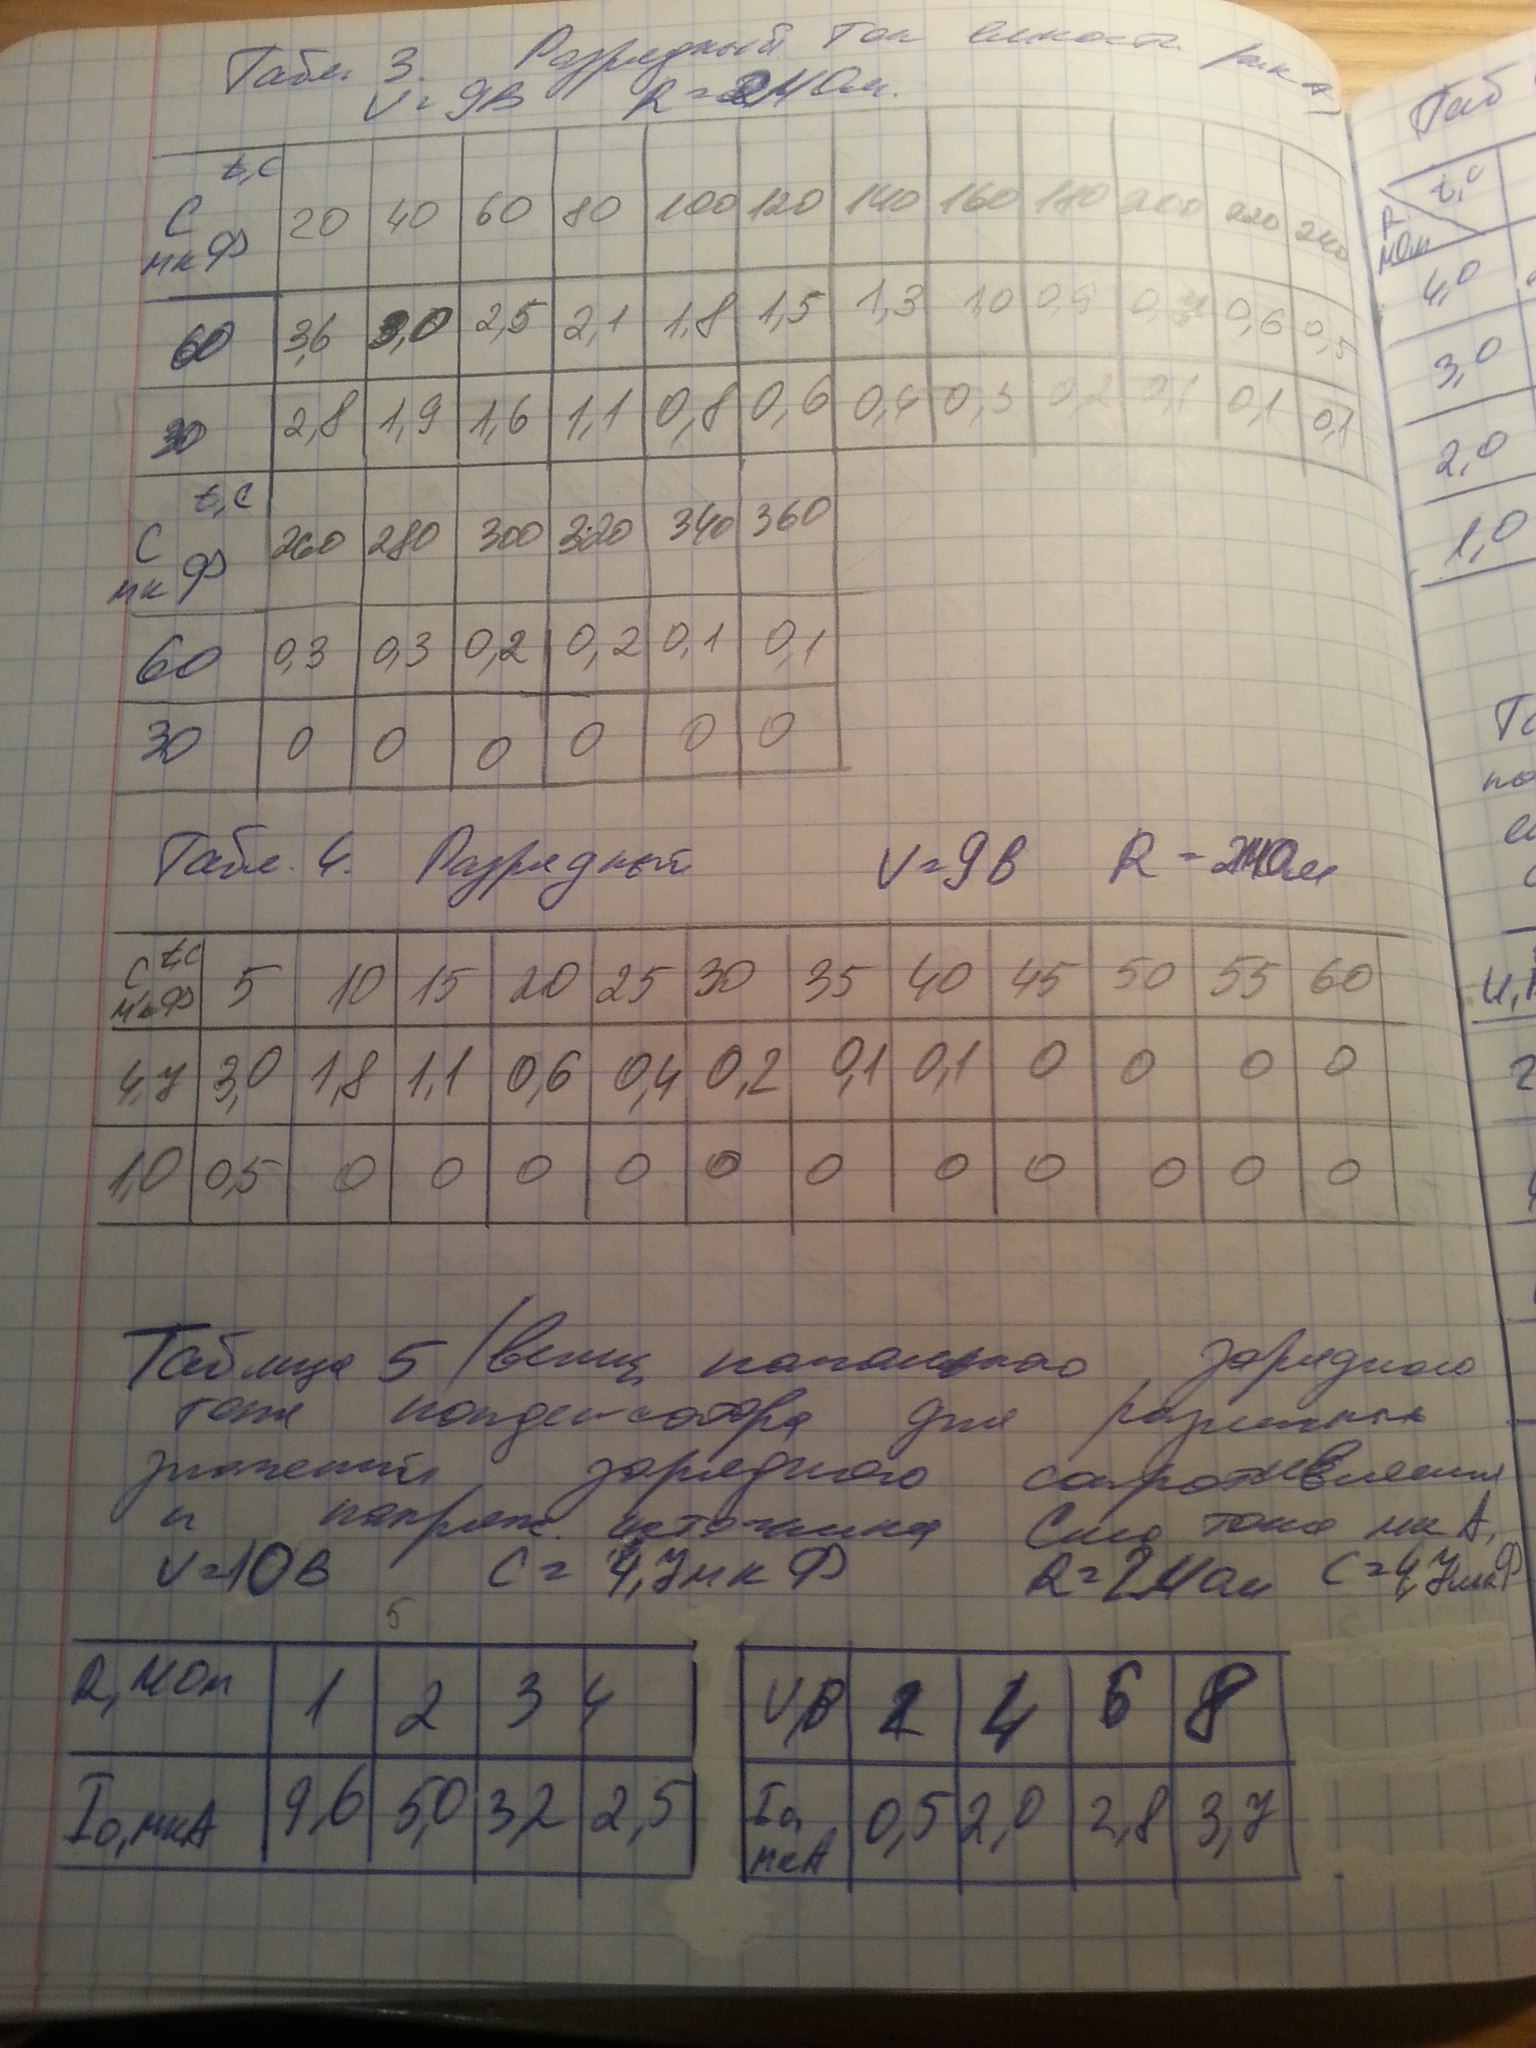 Табл. 3. Разрядный ток
V=9В R=2МОм.
t,с
С мкФ 20 40 60 80 100 120 140 160 180 200 220 240
60 3,6 3,0 2,5 2,1 1,8 1,5 1,3 1,0 0,9 0,6 0,5
30 2,8 1,9 1,6 1,1 0,8 0,6 0,4 0,3 0,2 0,1 0,1 0,1
t,с
С мкФ 260 280 300 320 340 360
60 0,3 0,3 0,2 0,2 0,1 0,1
30 0 0 0 0 0 0
Табл. 4. Разрядный V=9В R=2МОм
t,с
С, мкФ 5 10 15 20 25 30 35 40 45 50 55 60
4,7 3,0 1,8 1,1 0,6 0,4 0,2 0,1 0,1 0 0 0 0
1,0 0,5 0 0 0 0 0 0 0 0 0 0 0
Таблица 5 зарядного
тока конденсатора для различных
значений зарядного сопротивления
и напряж. источника Сила тока мкА,
V=10В С=4,7мкФ R=2МОм С=4,7мкФ
5
R, МОм 1 2 3 4
I0, мкА 9,6 5,0 3,2 2,5
V,В 2 4 6 8
I0, мкА 0,5 2,0 2,8 3,7
Таб
t,с
R МОм
4,0
3,0
2,0
1,0